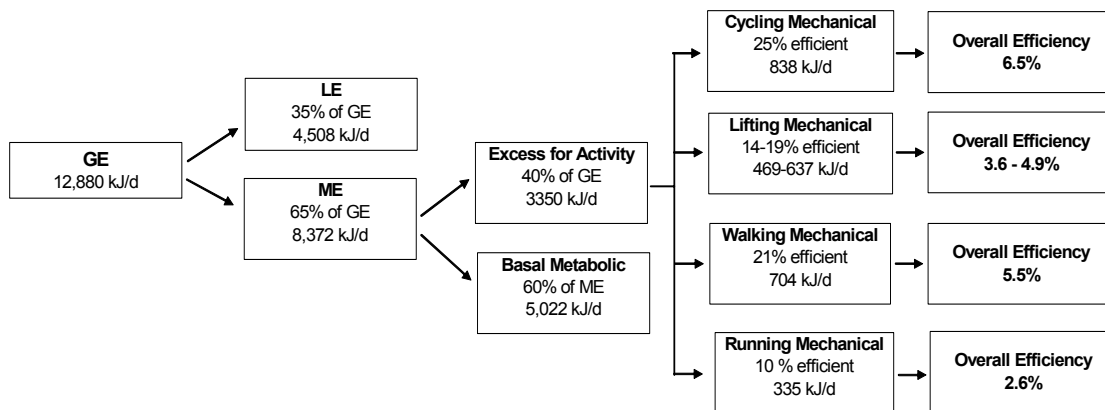 GE
12,880 kJ/d
LE
35% of GE
4,508 kJ/d
ME
65% of GE
8,372 kJ/d
Excess for Activity
40% of GE
3350 kJ/d
Basal Metabolic
60% of ME
5,022 kJ/d
Cycling Mechanical
25% efficient
838 kJ/d
Overall Efficiency
6.5%
Lifting Mechanical
14-19% efficient
469-637 kJ/d
Overall Efficiency
3.6 - 4.9%
Walking Mechanical
21% efficient
704 kJ/d
Overall Efficiency
5.5%
Running Mechanical
10 % efficient
335 kJ/d
Overall Efficiency
2.6%